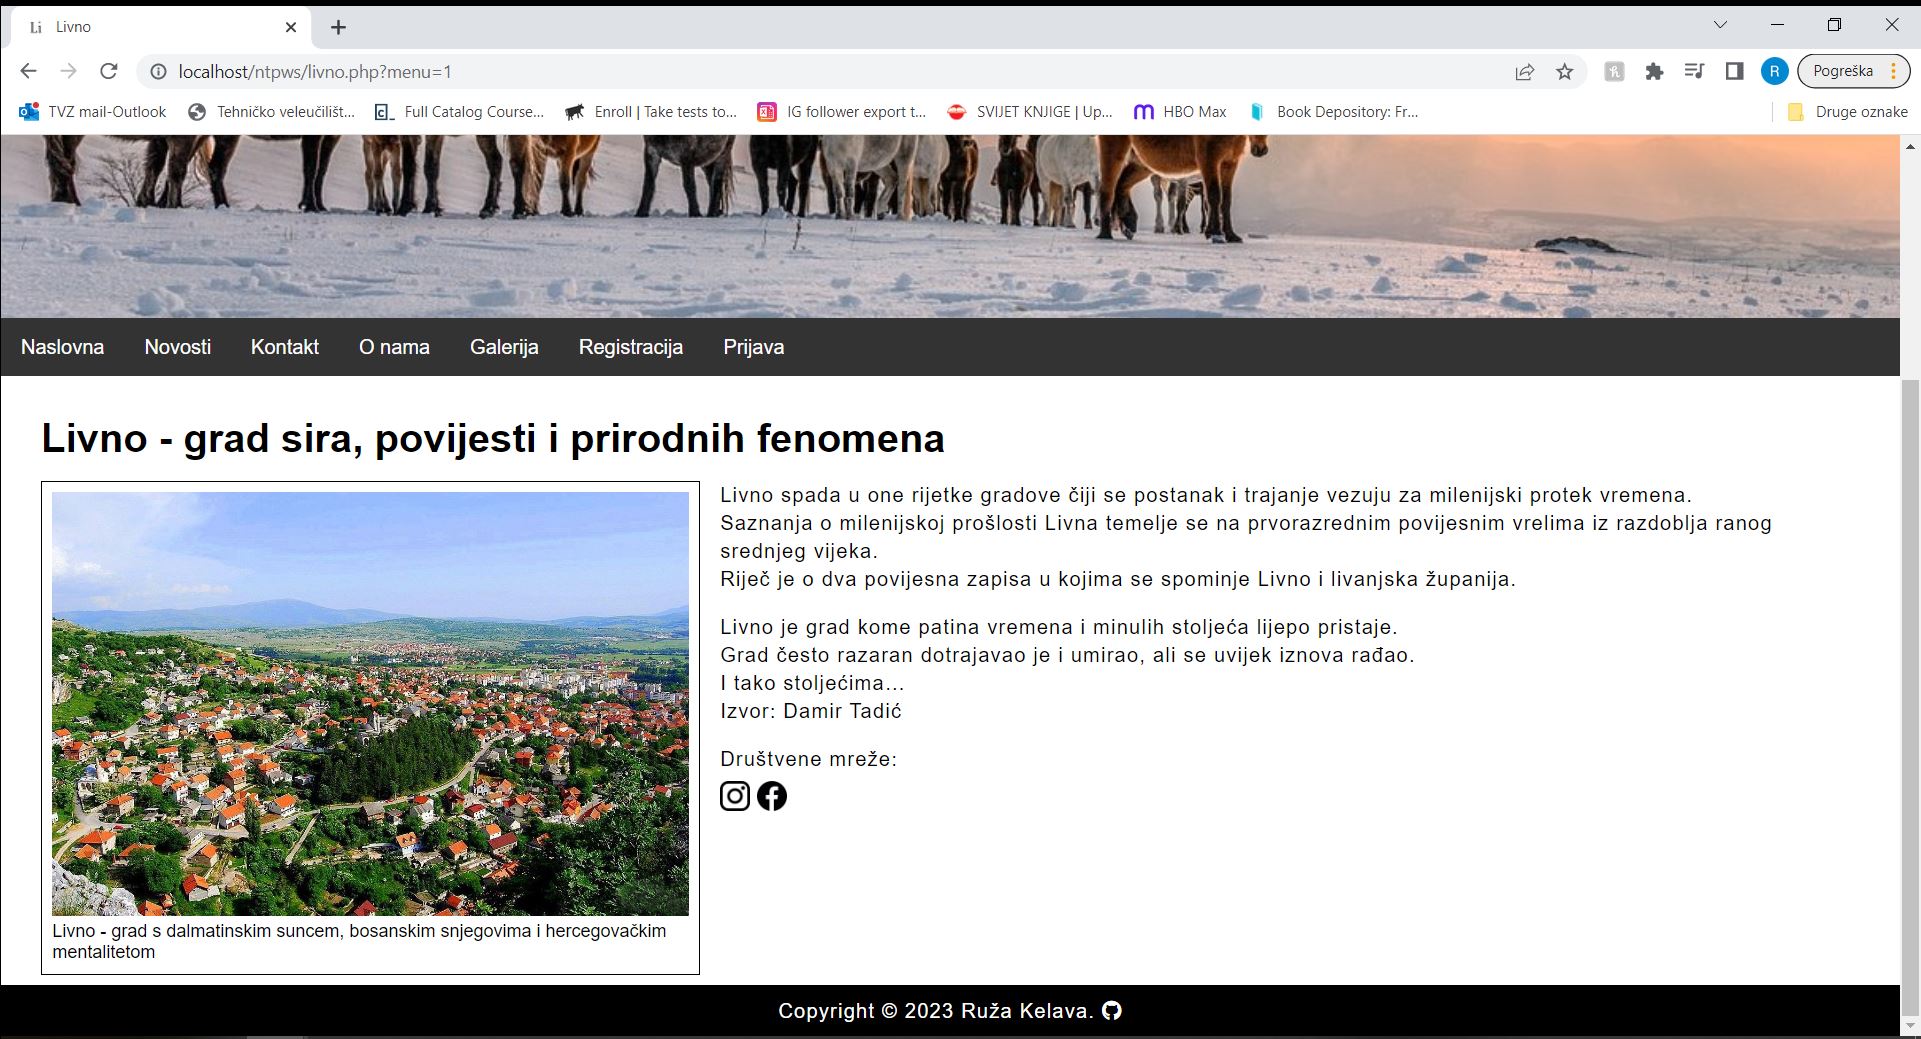 Li Livno
localhost/ntpws/livno.php?menu=1
R Pogreška
TVZ mail-Outlook Tehničko veleučilišt... Full Catalog Course... Enroll | Take tests to... IG follower export t... SVIJET KNJIGE | Up... HBO Max Book Depository: Fr... Druge oznake
Naslovna Novosti Kontakt O nama Galerija Registracija Prijava
Livno - grad sira, povijesti i prirodnih fenomena
Livno spada u one rijetke gradove čiji se postanak i trajanje vezuju za milenijski protek vremena.
Saznanja o milenijskoj prošlosti Livna temelje se na prvorazrednim povijesnim vrelima iz razdoblja ranog
srednjeg vijeka.
Riječ je o dva povijesna zapisa u kojima se spominje Livno i livanjska županija.
Livno je grad kome patina vremena i minulih stoljeća lijepo pristaje.
Grad često razaran dotrajavao je i umirao, ali se uvijek iznova rađao.
I tako stoljećima...
Izvor: Damir Tadić
Društvene mreže:
Livno - grad s dalmatinskim suncem, bosanskim snjegovima i hercegovačkim
mentalitetom
Copyright © 2023 Ruža Kelava.